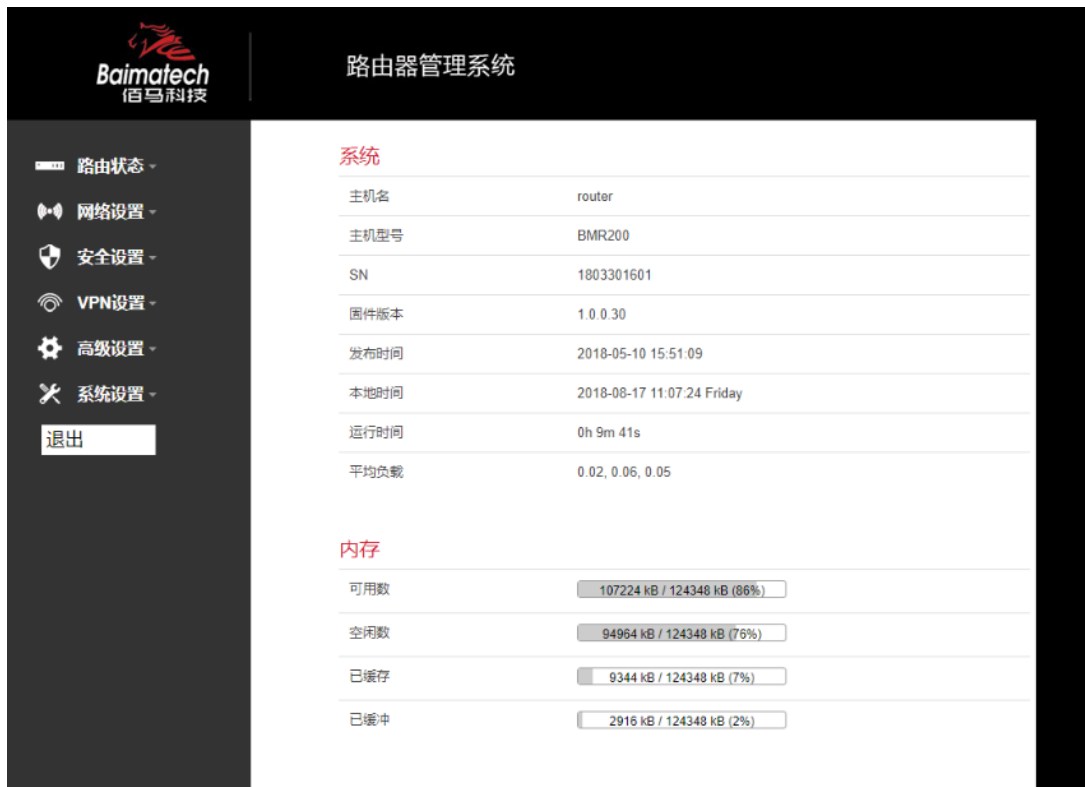 Baimatech
佰马科技
路由器管理系统
路由状态
网络设置
安全设置
VPN设置
高级设置
系统设置
退出
系统
主机名 router
主机型号 BMR200
SN 1803301601
固件版本 1.0.0.30
发布时间 2018-05-10 15:51:09
本地时间 2018-08-17 11:07:24 Friday
运行时间 0h 9m 41s
平均负载 0.02, 0.06, 0.05
内存
可用数 107224 kB / 124348 kB (86%)
空闲数 94964 kB / 124348 kB (76%)
已缓存 9344 kB / 124348 kB (7%)
已缓冲 2916 kB / 124348 kB (2%)